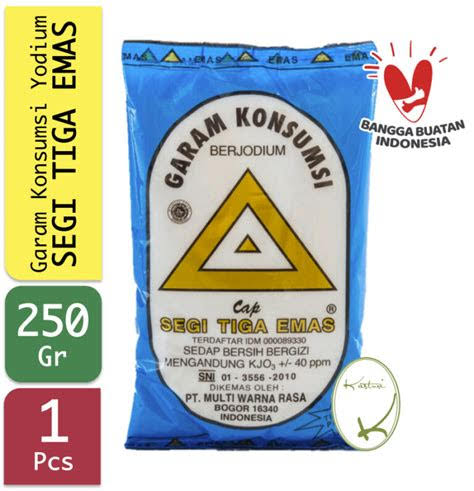 Garam Konsumsi Yodium
SEGI TIGA EMAS
250
Gr
1
Pcs
BANGGA BUATAN
INDONESIA
EMAS
GARAM KONSUMSI
BERJODIUM
Cap
SEGI TIGA EMAS ®
TERDAFTAR IDM 000089330
SEDAP BERSIH BERGIZI
MENGANDUNG KJO₃ +/- 40 ppm
SNI 01 - 3556 - 2010
DIKEMAS OLEH :
PT. MULTI WARNA RASA
BOGOR 16340
INDONESIA